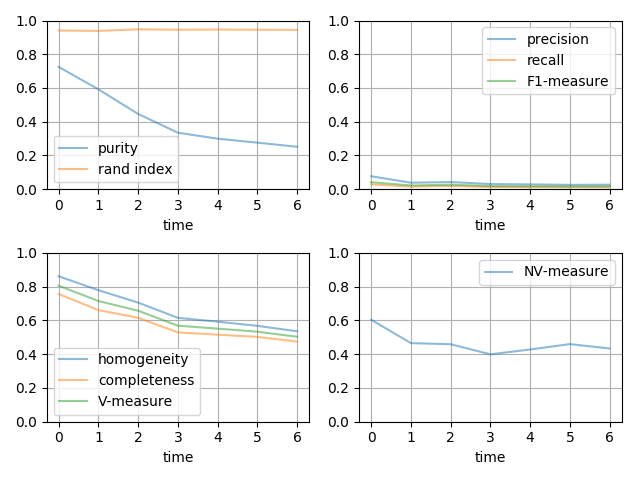 1.0
0.8
0.6
0.4
0.2
0.0
purity
rand index
0 1 2 3 4 5 6
time
1.0
0.8
0.6
0.4
0.2
0.0
precision
recall
F1-measure
0 1 2 3 4 5 6
time
1.0
0.8
0.6
0.4
0.2
0.0
homogeneity
completeness
V-measure
0 1 2 3 4 5 6
time
1.0
0.8
0.6
0.4
0.2
0.0
NV-measure
0 1 2 3 4 5 6
time